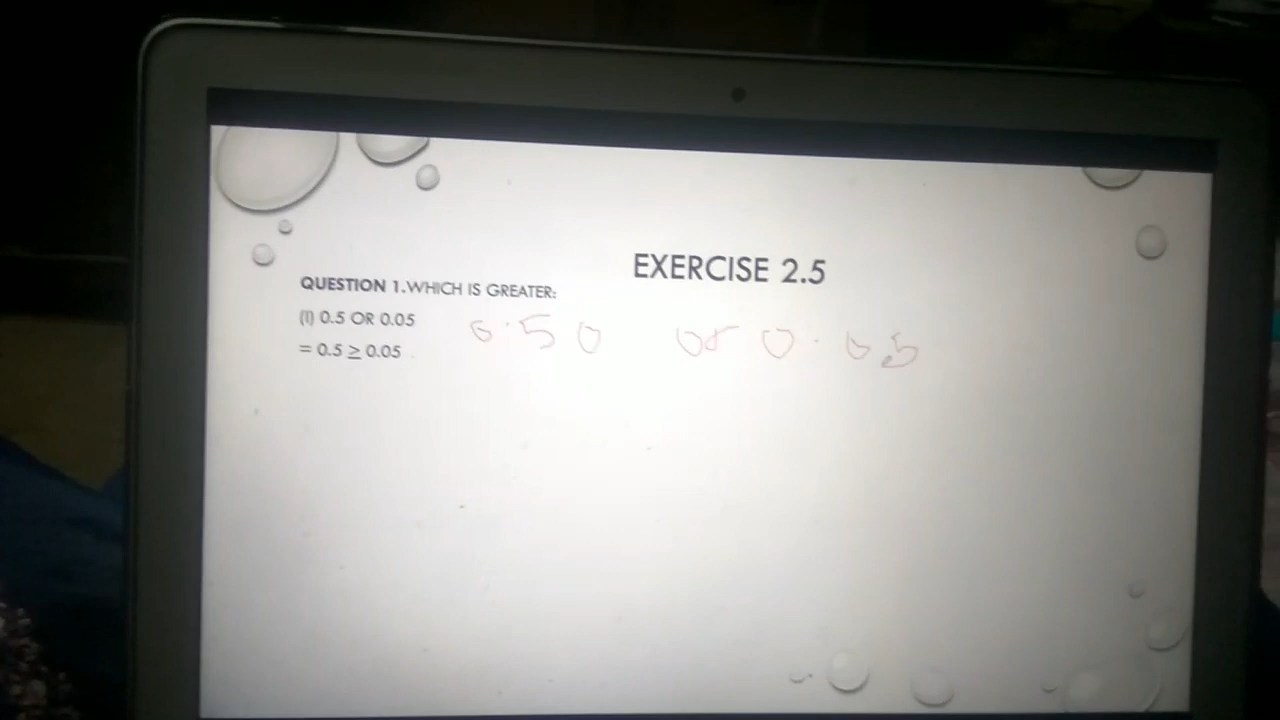 EXERCISE 2.5
QUESTION 1.WHICH IS GREATER:
(I) 0.5 OR 0.05
= 0.5 ≥ 0.05
0.50 or 0.05